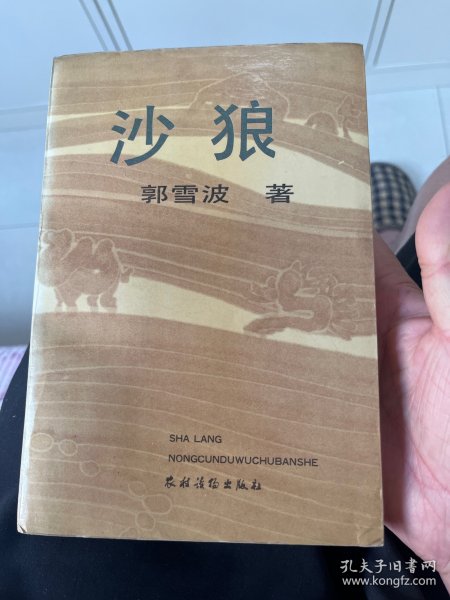 沙狼
郭雪波 著
SHA LANG
NONGCUNDUWUCHUBANSHE
农村读物出版社
孔夫子旧书网
www.kongfz.com